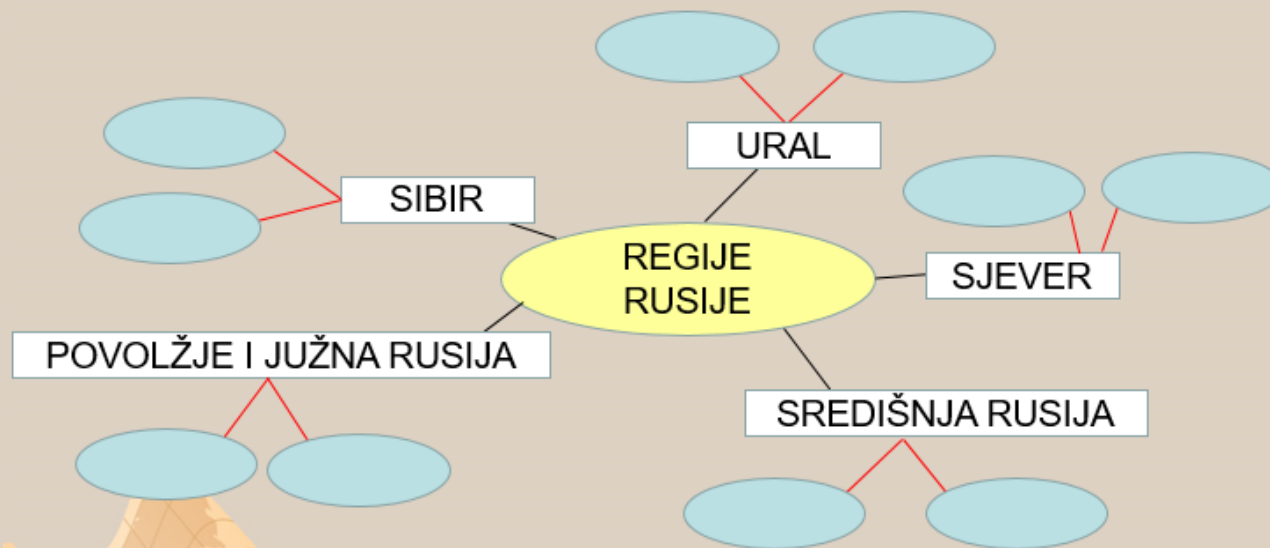 URAL
SIBIR
REGIJE
RUSIJE
SJEVER
POVOLŽJE I JUŽNA RUSIJA
SREDIŠNJA RUSIJA